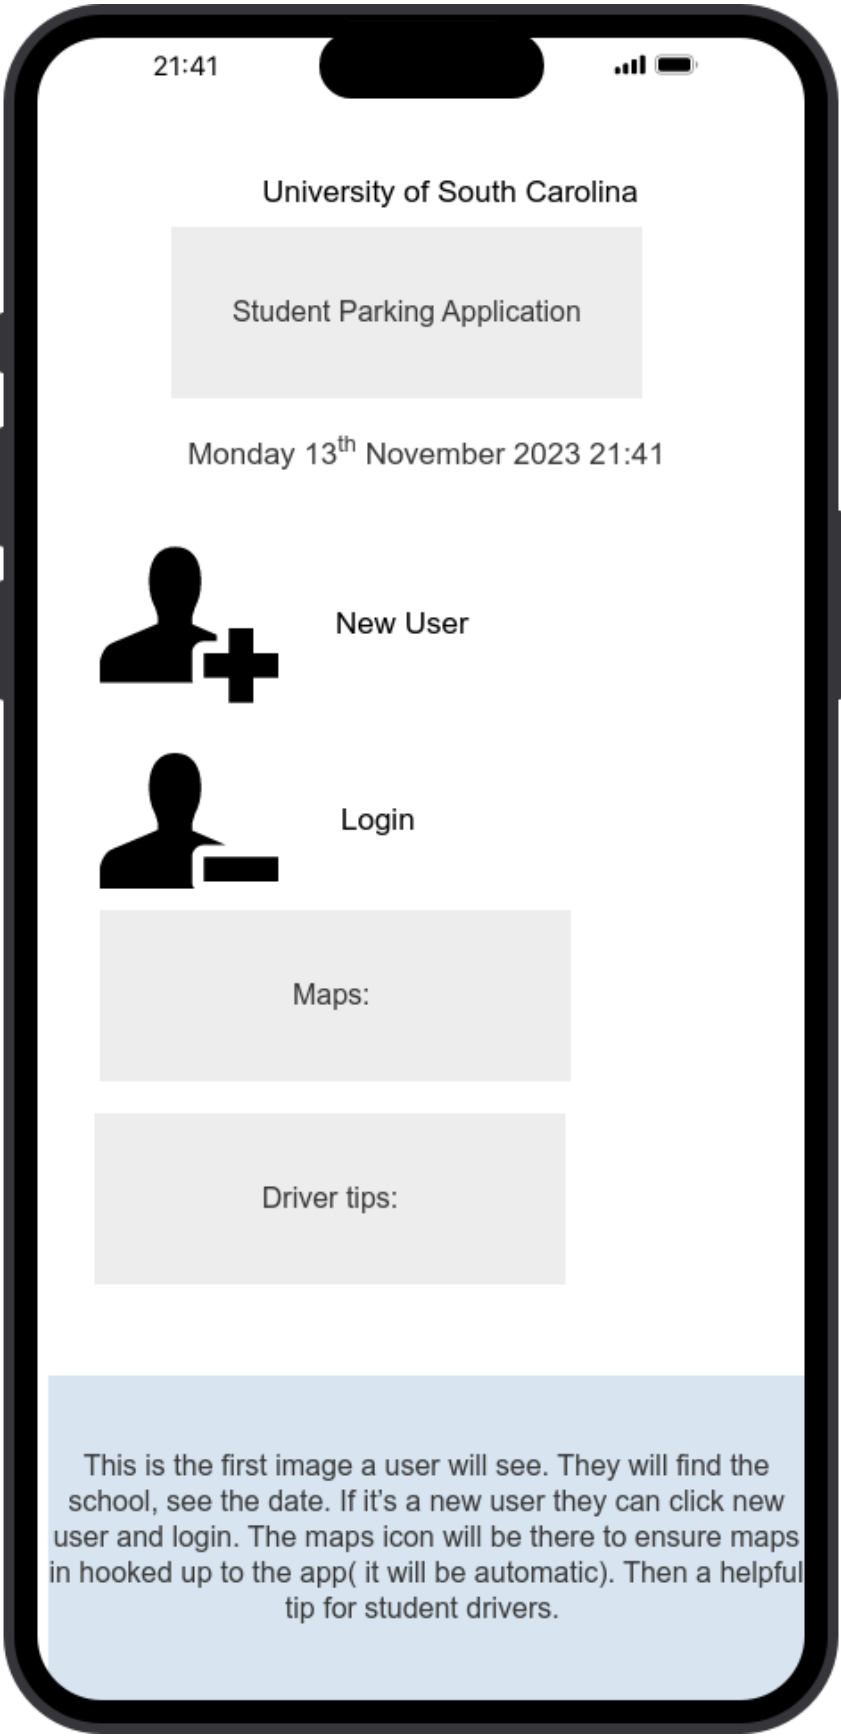 21:41
University of South Carolina
Student Parking Application
Monday 13th November 2023 21:41
New User
Login
Maps:
Driver tips:
This is the first image a user will see. They will find the
school, see the date. If it's a new user they can click new
user and login. The maps icon will be there to ensure maps
in hooked up to the app( it will be automatic). Then a helpful
tip for student drivers.